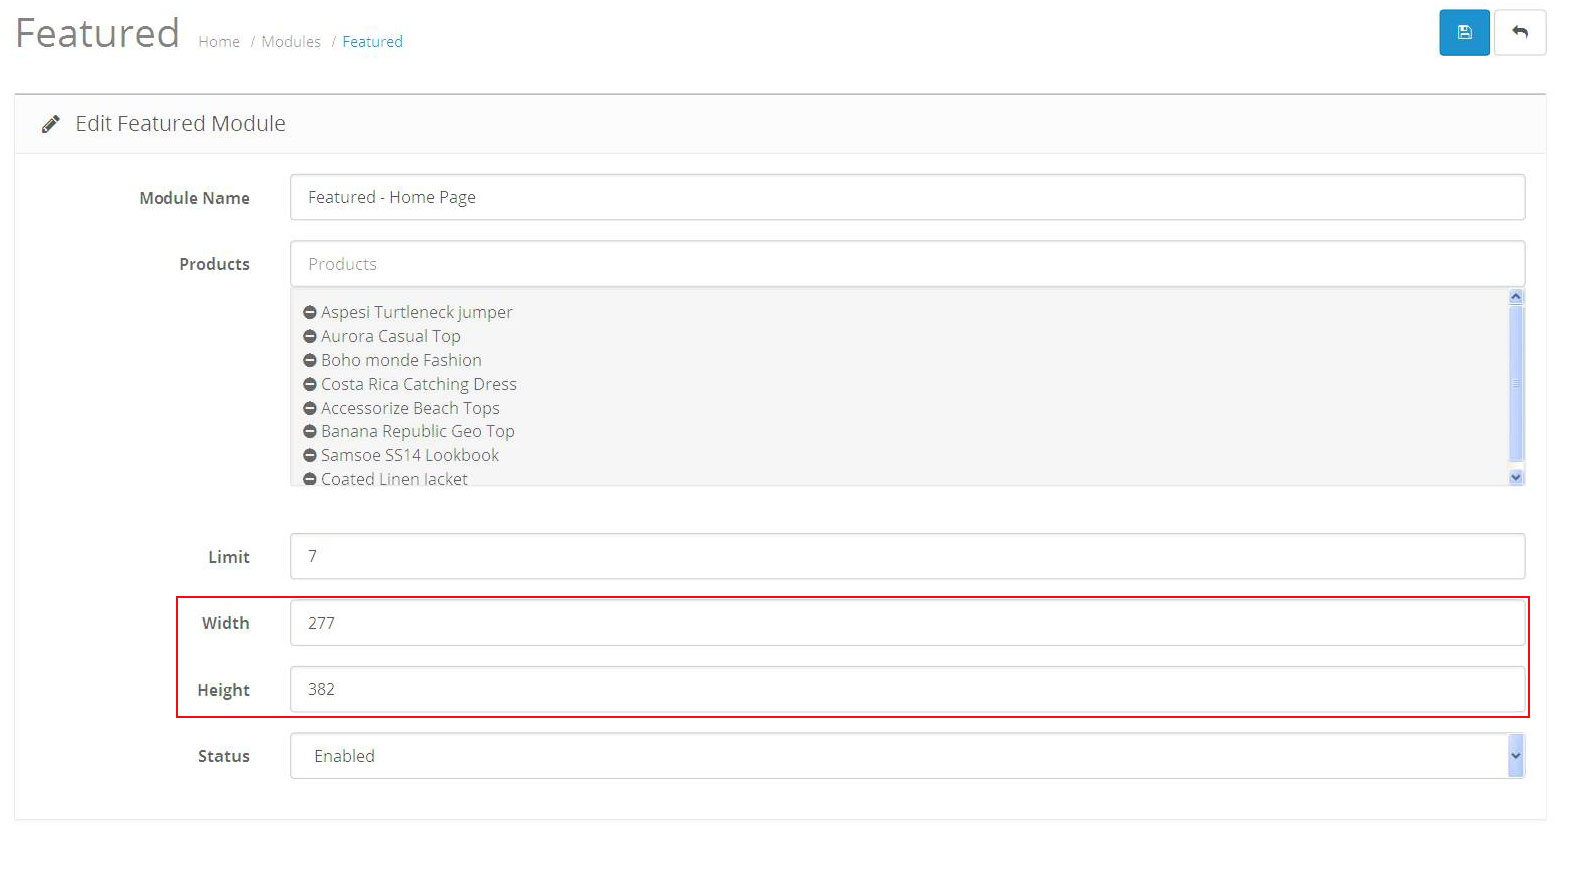 Featured Home / Modules / Featured
Edit Featured Module
Module Name Featured - Home Page
Products Products
Aspesi Turtleneck jumper
Aurora Casual Top
Boho monde Fashion
Costa Rica Catching Dress
Accessorize Beach Tops
Banana Republic Geo Top
Samsoe SS14 Lookbook
Coated Linen Jacket
Limit 7
Width 277
Height 382
Status Enabled